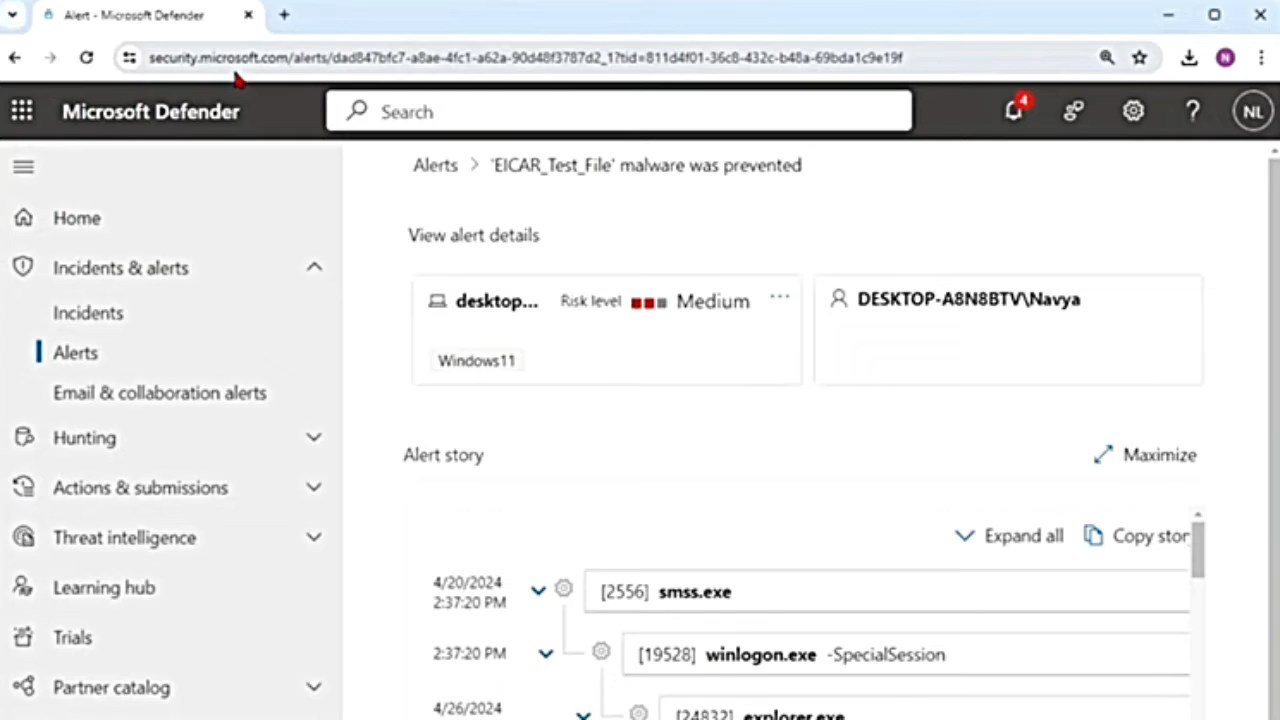 Alert - Microsoft Defender
security.microsoft.com/alerts/dad847bfc7-a8ae-4fc1-a62a-90d48f3787d2_1?tid=811d4f01-36c8-432c-b48a-69bda1c9e19f
N
Microsoft Defender
Search
4
NL
Alerts > 'EICAR_Test_File' malware was prevented
Home
View alert details
Incidents & alerts
desktop... Risk level Medium ...
DESKTOP-A8N8BTV\Navya
Incidents
Alerts
Windows11
Email & collaboration alerts
Hunting
Alert story
Maximize
Actions & submissions
Threat intelligence
Expand all
Copy stor
Learning hub
4/20/2024
2:37:20 PM
[2556] smss.exe
Trials
2:37:20 PM
[19528] winlogon.exe -SpecialSession
Partner catalog
4/26/2024
[24832] explorer.exe